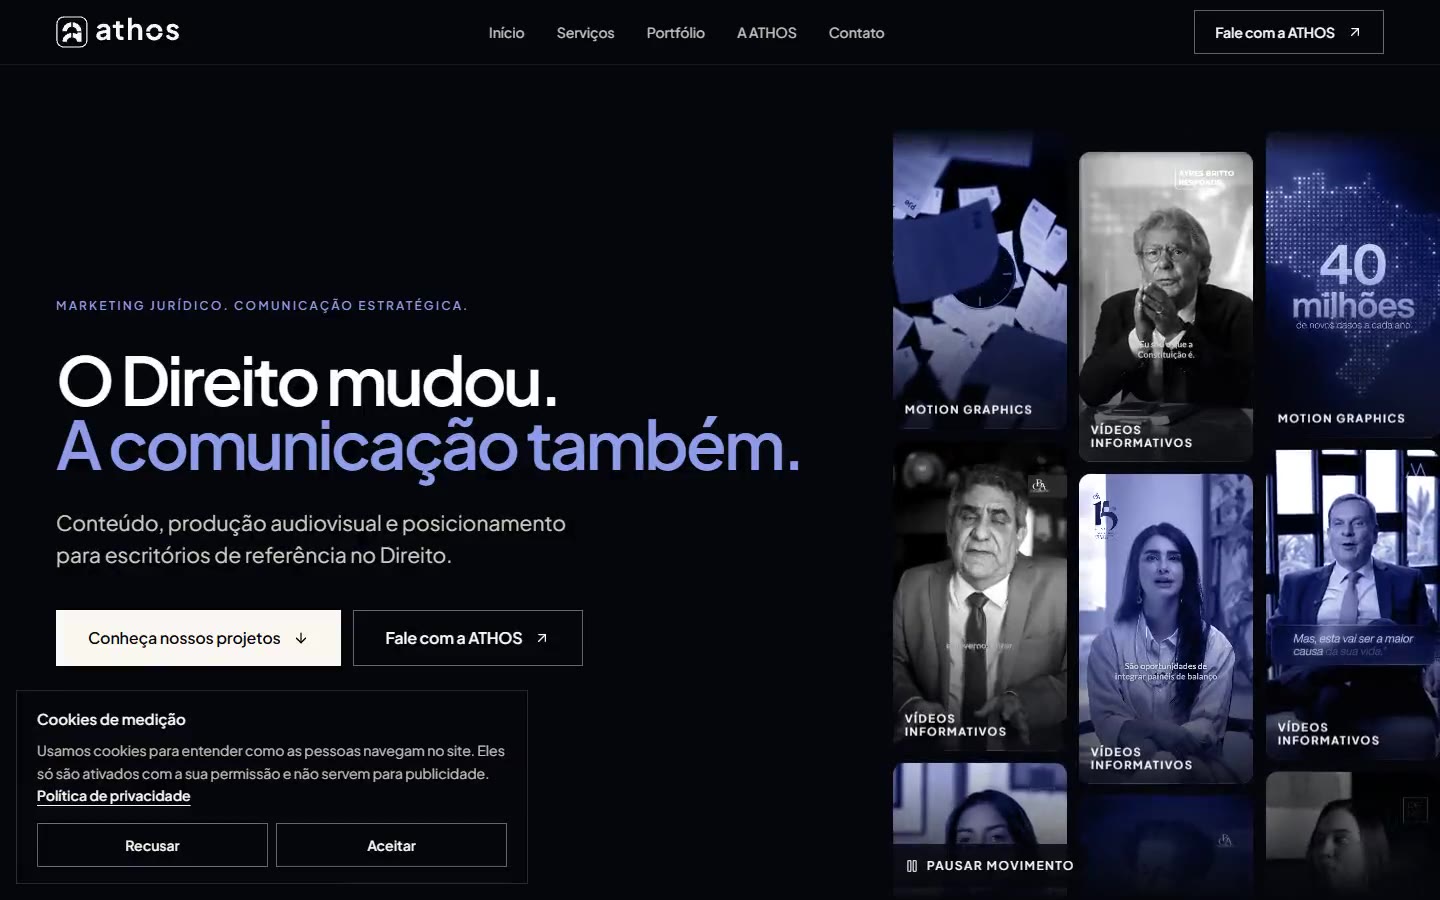 athos
Início
Serviços
Portfólio
A ATHOS
Contato
Fale com a ATHOS
MARKETING JURÍDICO. COMUNICAÇÃO ESTRATÉGICA.
O Direito mudou.
A comunicação também.
Conteúdo, produção audiovisual e posicionamento
para escritórios de referência no Direito.
Conheça nossos projetos
Fale com a ATHOS
Cookies de medição
Usamos cookies para entender como as pessoas navegam no site. Eles
só são ativados com a sua permissão e não servem para publicidade.
Política de privacidade
Recusar
Aceitar
MOTION GRAPHICS
VÍDEOS
INFORMATIVOS
PAUSAR MOVIMENTO
AYRES BRITTO
RESPONDE
Constituição é.
VÍDEOS
INFORMATIVOS
15
São oportunidades de
integrar painéis de balanço
VÍDEOS
INFORMATIVOS
40
milhões
de novos casos a cada ano
MOTION GRAPHICS
Mas, esta vai ser a maior
causa da sua vida."
VÍDEOS
INFORMATIVOS